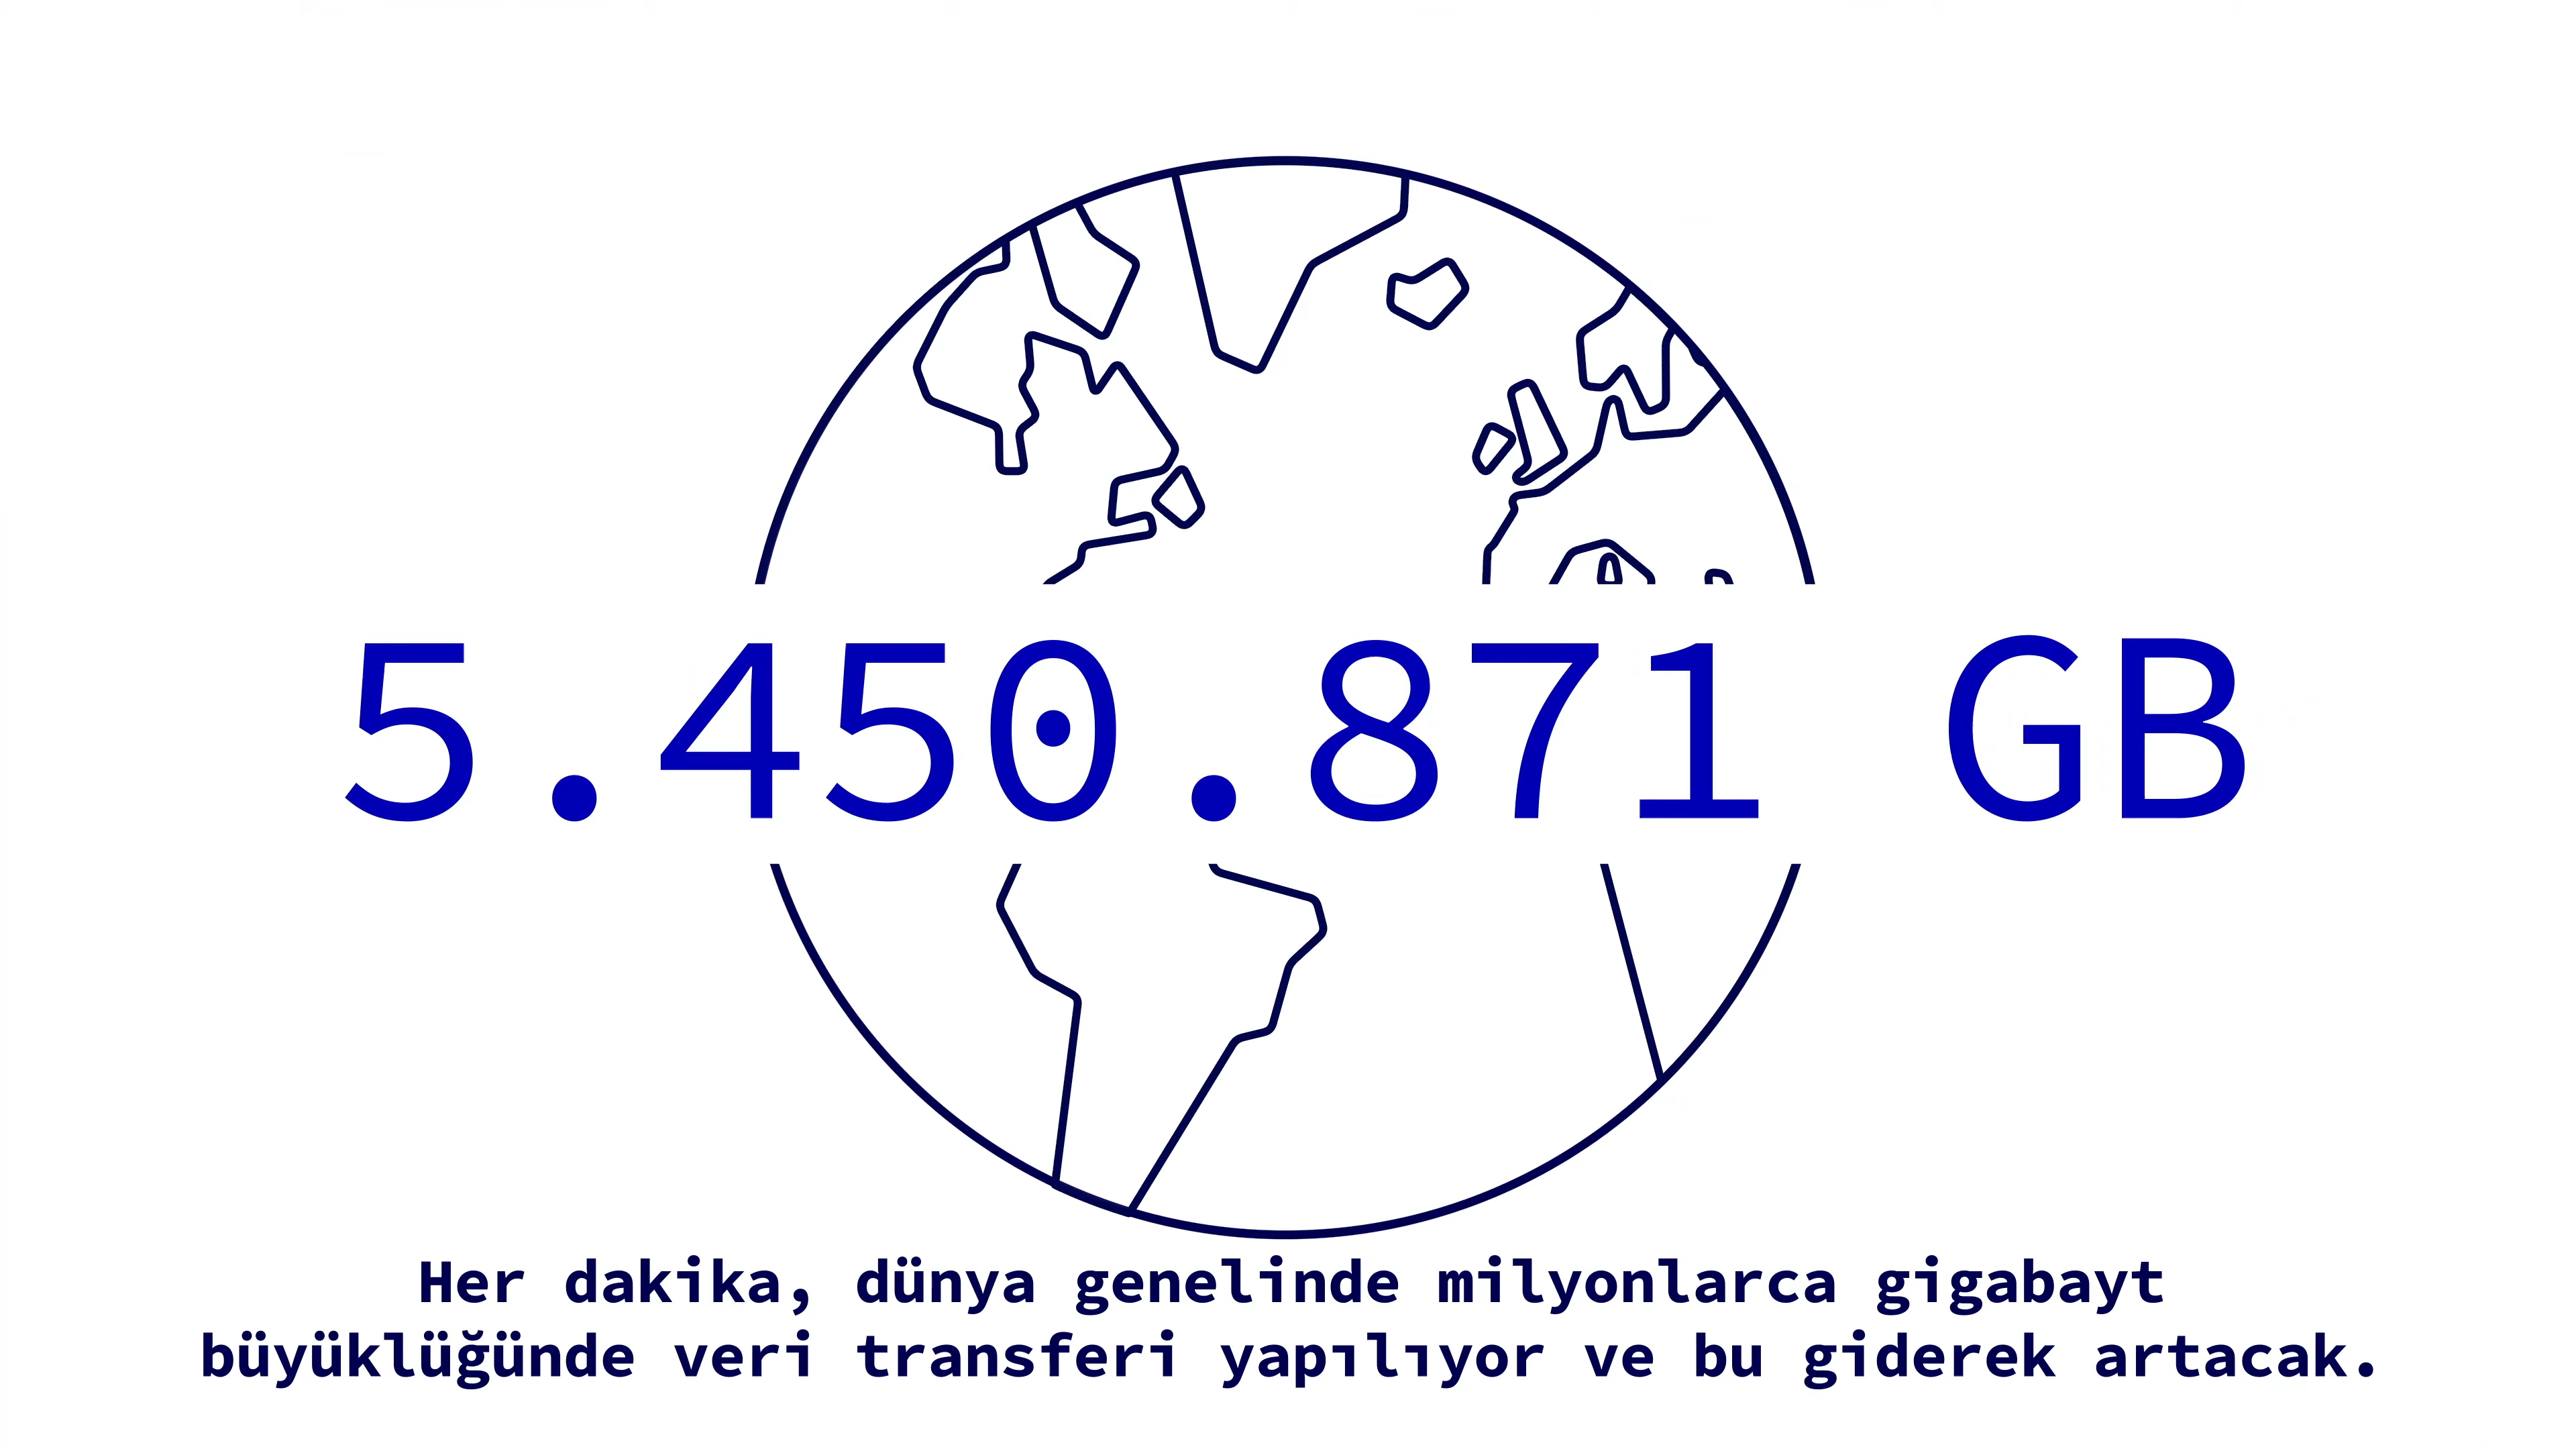 5.450.871 GB
Her dakika, dünya genelinde milyonlarca gigabayt
büyüklüğünde veri transferi yapılıyor ve bu giderek artacak.